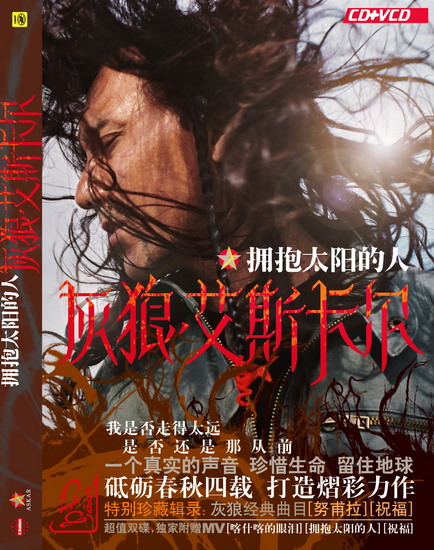 CD+VCD
灰狼·艾斯卡尔
拥抱太阳的人
ASKAR
拥抱太阳的人
灰狼·艾斯卡尔
我是否走得太远
是否还是那从前
一个真实的声音 珍惜生命 留住地球
砥砺春秋四载 打造熠彩力作
特别珍藏辑录:灰狼经典曲目[努甫拉][祝福]
超值双碟,独家附赠MV[喀什喀的眼泪][拥抱太阳的人][祝福]